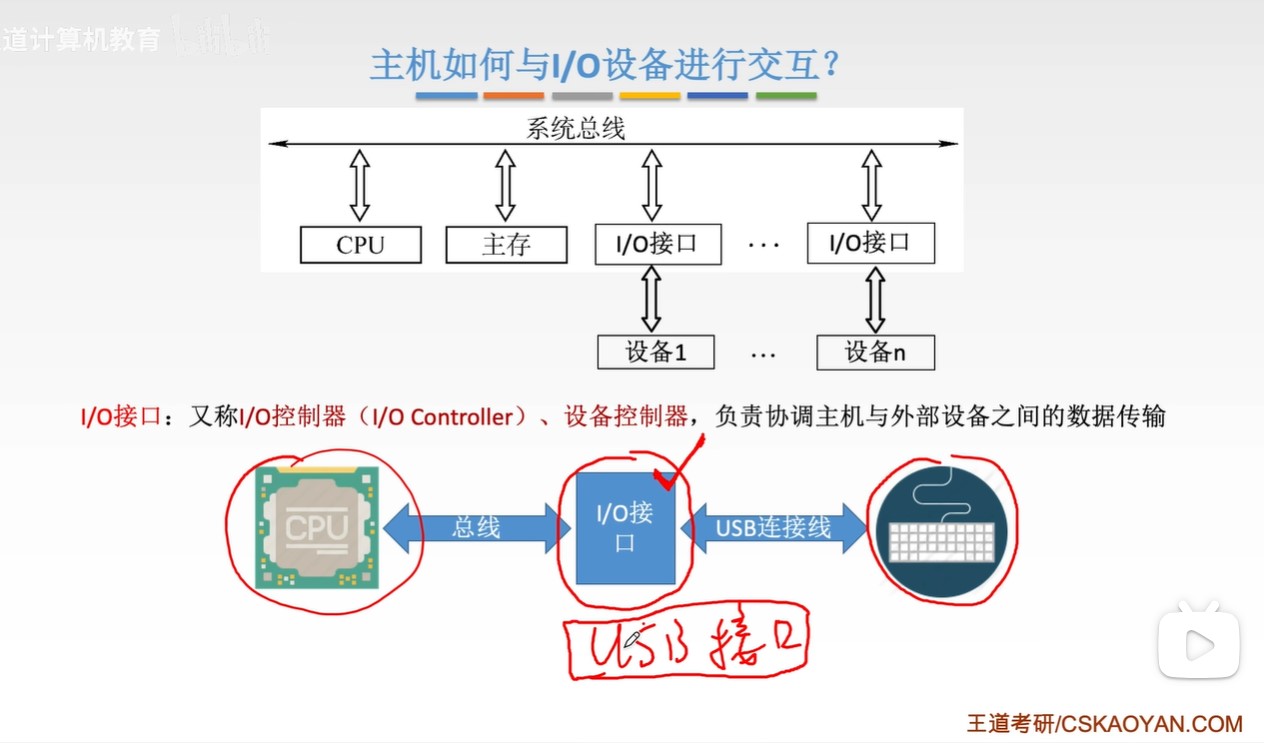 道计算机教育
主机如何与I/O设备进行交互？
系统总线
CPU 主存 I/O接口 ··· I/O接口
设备1 ··· 设备n
I/O接口：又称I/O控制器（I/O Controller）、设备控制器，负责协调主机与外部设备之间的数据传输
CPU 总线 I/O接 USB连接线
口
USB 接口
王道考研/CSKAOYAN.COM